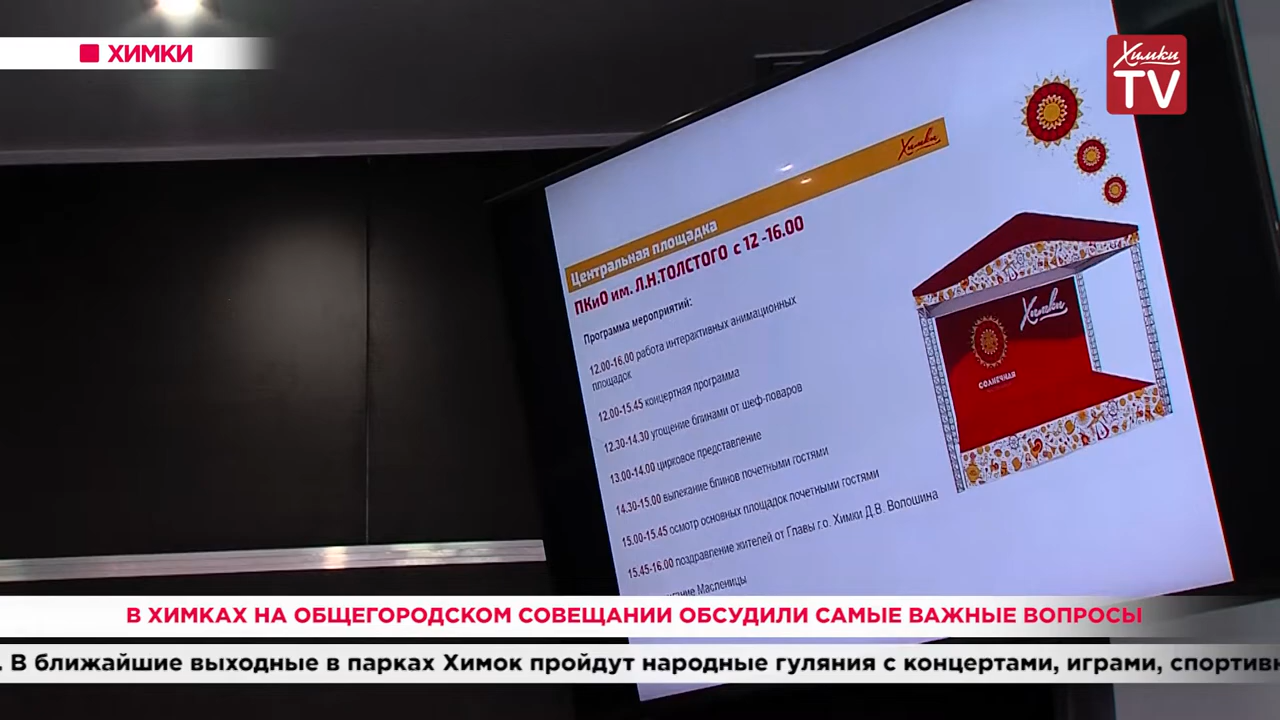 ХИМКИ
Химки
TV
Химки
Центральная площадка
ПКиО им. Л.Н.ТОЛСТОГО с 12 -16.00
Программа мероприятий:
12.00-16.00 работа интерактивных анимационных
площадок
12.00-15.45 концертная программа
12.30-14.30 угощение блинами от шеф-поваров
13.00-14.00 цирковое представление
14.30-15.00 выпекание блинов почетными гостями
15.00-15.45 осмотр основных площадок почетными гостями
15.45-16.00 поздравление жителей от Главы г.о. Химки Д.В. Волошина
Масленицы
Химки
СОЛНЕЧНАЯ
В ХИМКАХ НА ОБЩЕГОРОДСКОМ СОВЕЩАНИИ ОБСУДИЛИ САМЫЕ ВАЖНЫЕ ВОПРОСЫ
. В ближайшие выходные в парках Химок пройдут народные гуляния с концертами, играми, спортивн